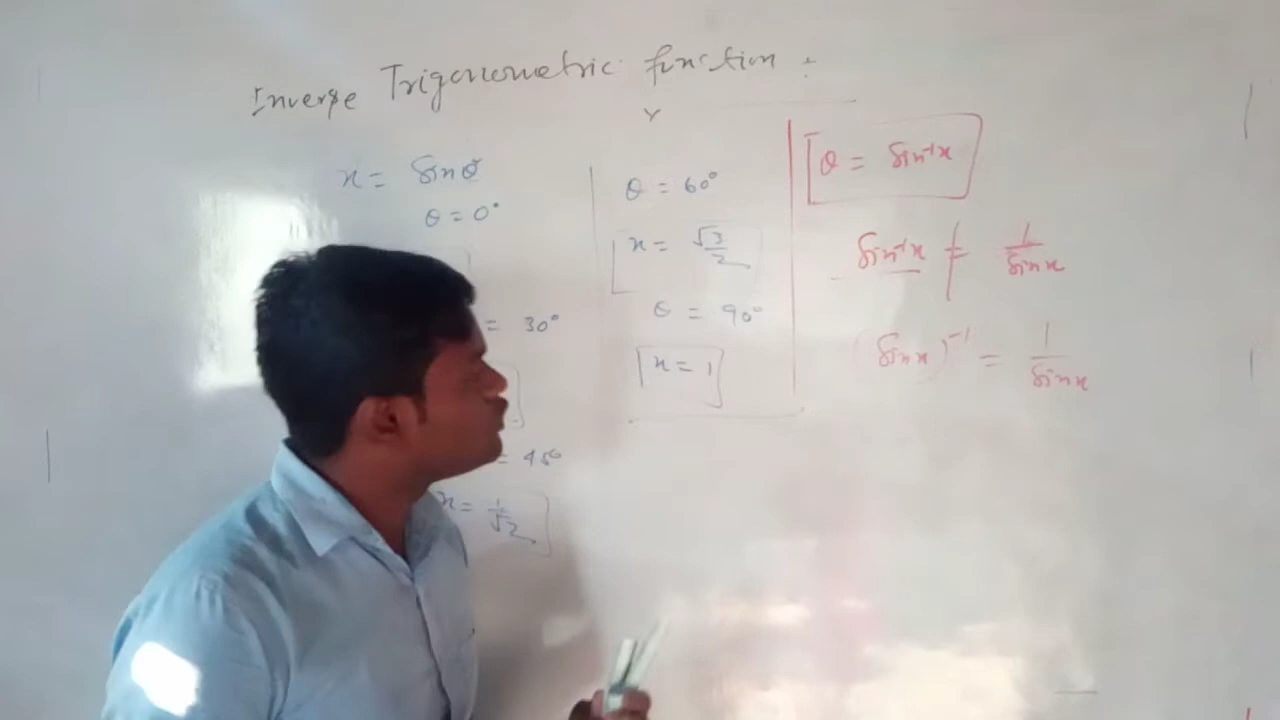 Inverse Trigonometric function :
x = sinθ
θ = 0°
= 30°
= 45°
x = 1/√2
θ = 60°
x = √3/2
θ = 90°
x = 1
θ = sin⁻¹x
sin⁻¹x ≠ 1/sinx
(sinx)⁻¹ = 1/sinx